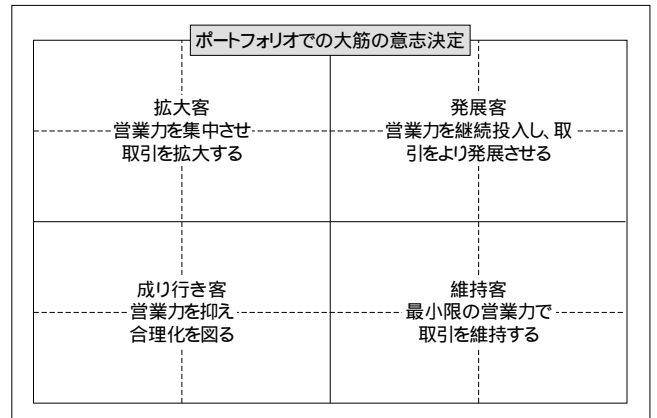 ポートフォリオでの大筋の意志決定
拡大客
営業力を集中させ
取引を拡大する
発展客
営業力を継続投入し、取
引をより発展させる
成り行き客
営業力を抑え
合理化を図る
維持客
最小限の営業力で
取引を維持する